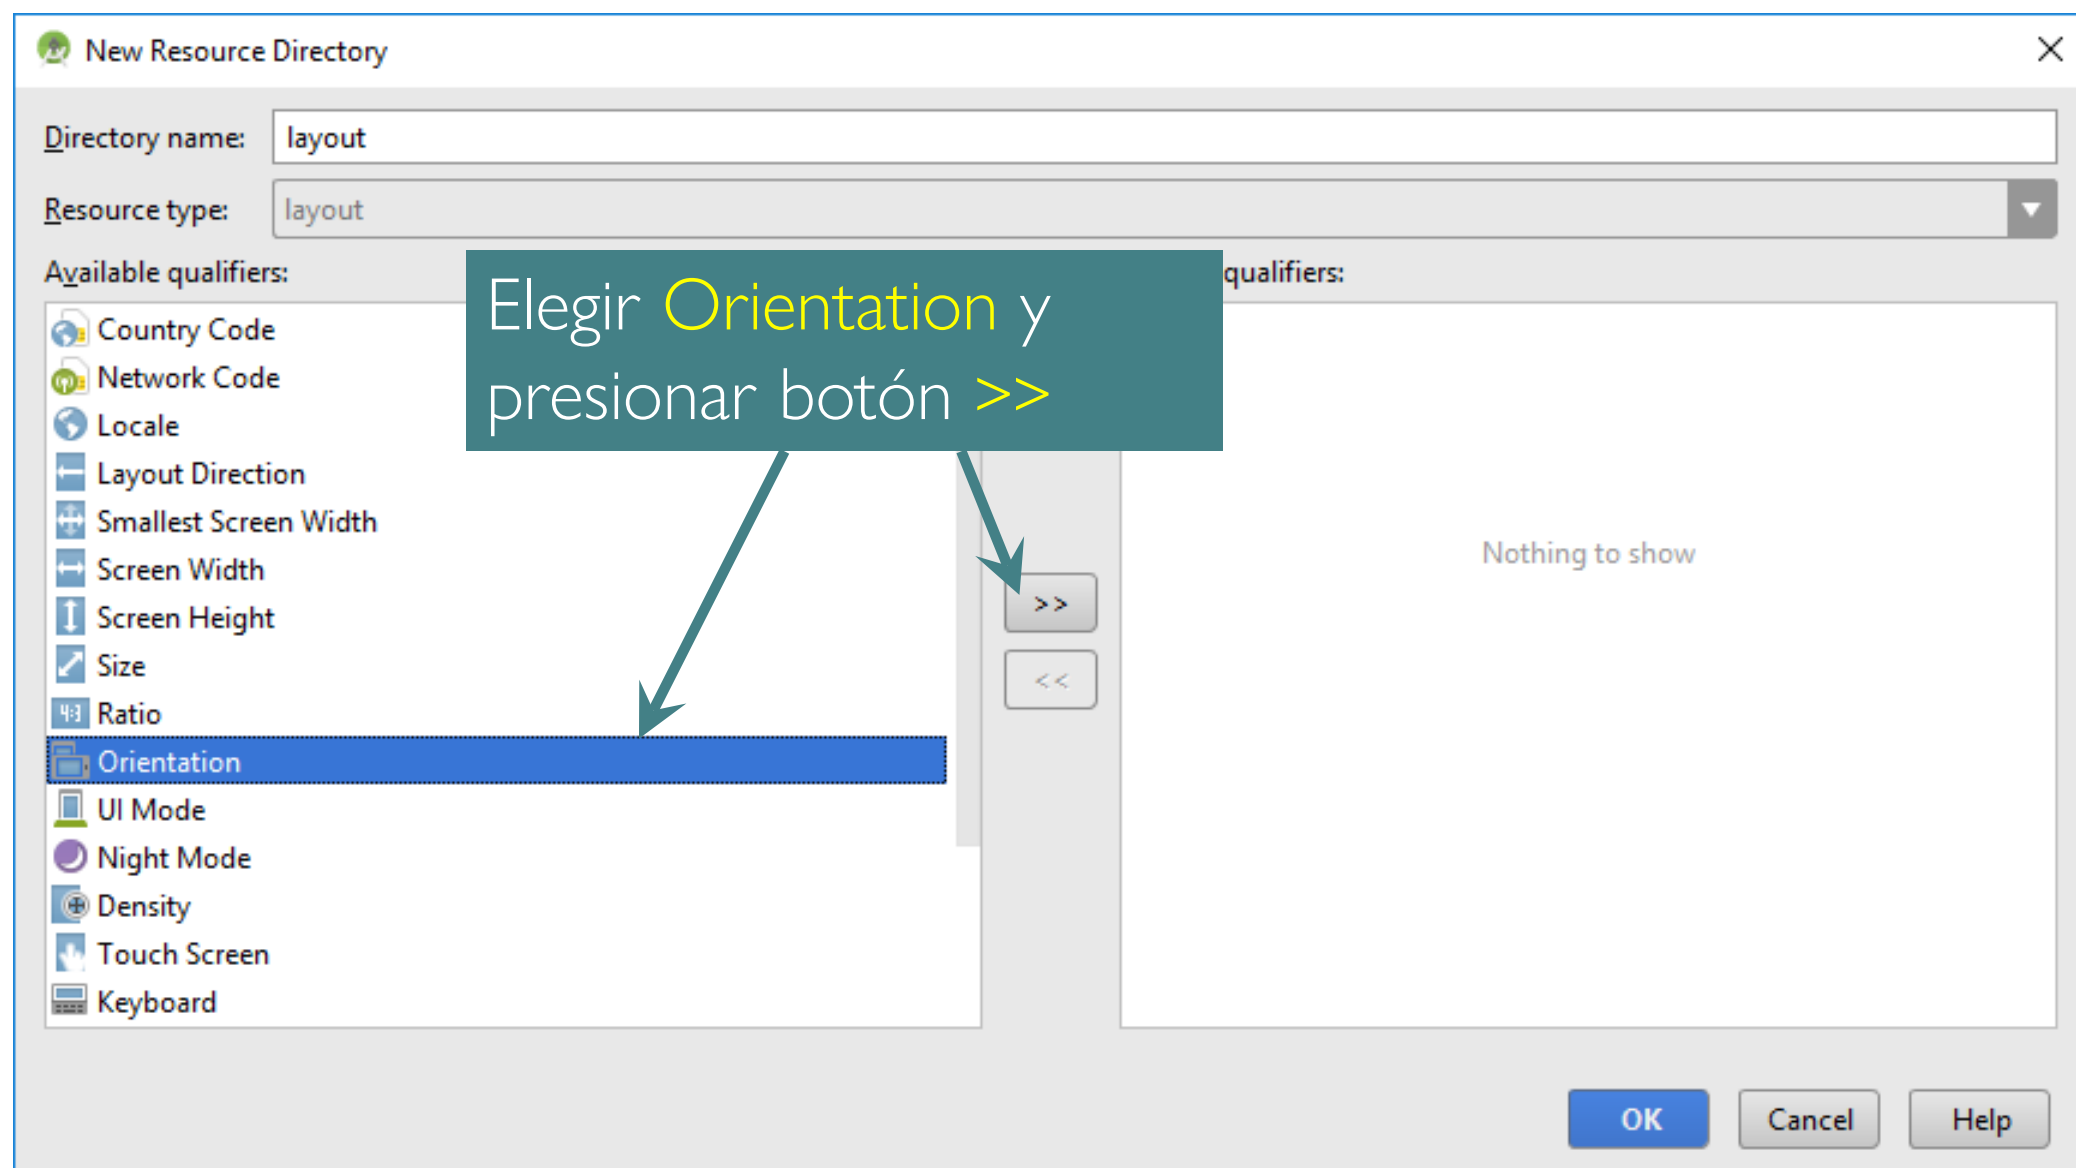 New Resource Directory
Directory name:
layout
Resource type:
layout
Available qualifiers:
qualifiers:
Elegir Orientation y
presionar botón >>
Country Code
Network Code
Locale
Layout Direction
Smallest Screen Width
Screen Width
Screen Height
Size
4:3 Ratio
Orientation
UI Mode
Night Mode
Density
Touch Screen
Keyboard
>>
<<
Nothing to show
OK
Cancel
Help